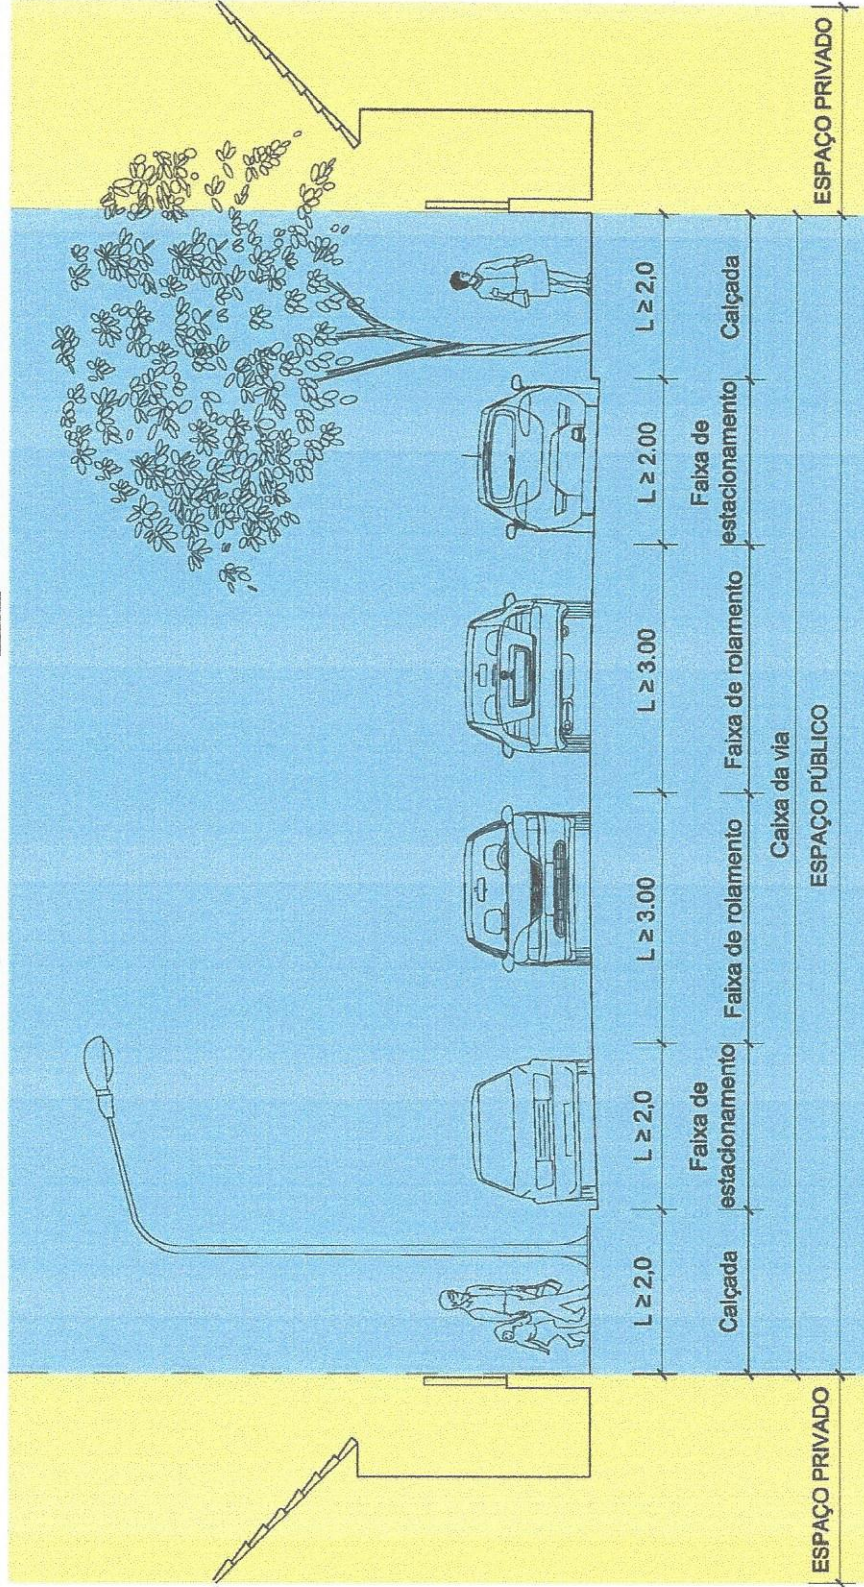 L ≥ 2,0
L ≥ 2,0
L ≥ 3.00
L ≥ 3.00
L ≥ 2.00
L ≥ 2,0
Calçada
Faixa de
estacionamento
Faixa de rolamento
Faixa de rolamento
Faixa de
estacionamento
Calçada
Caixa da via
ESPAÇO PRIVADO
ESPAÇO PÚBLICO
ESPAÇO PRIVADO